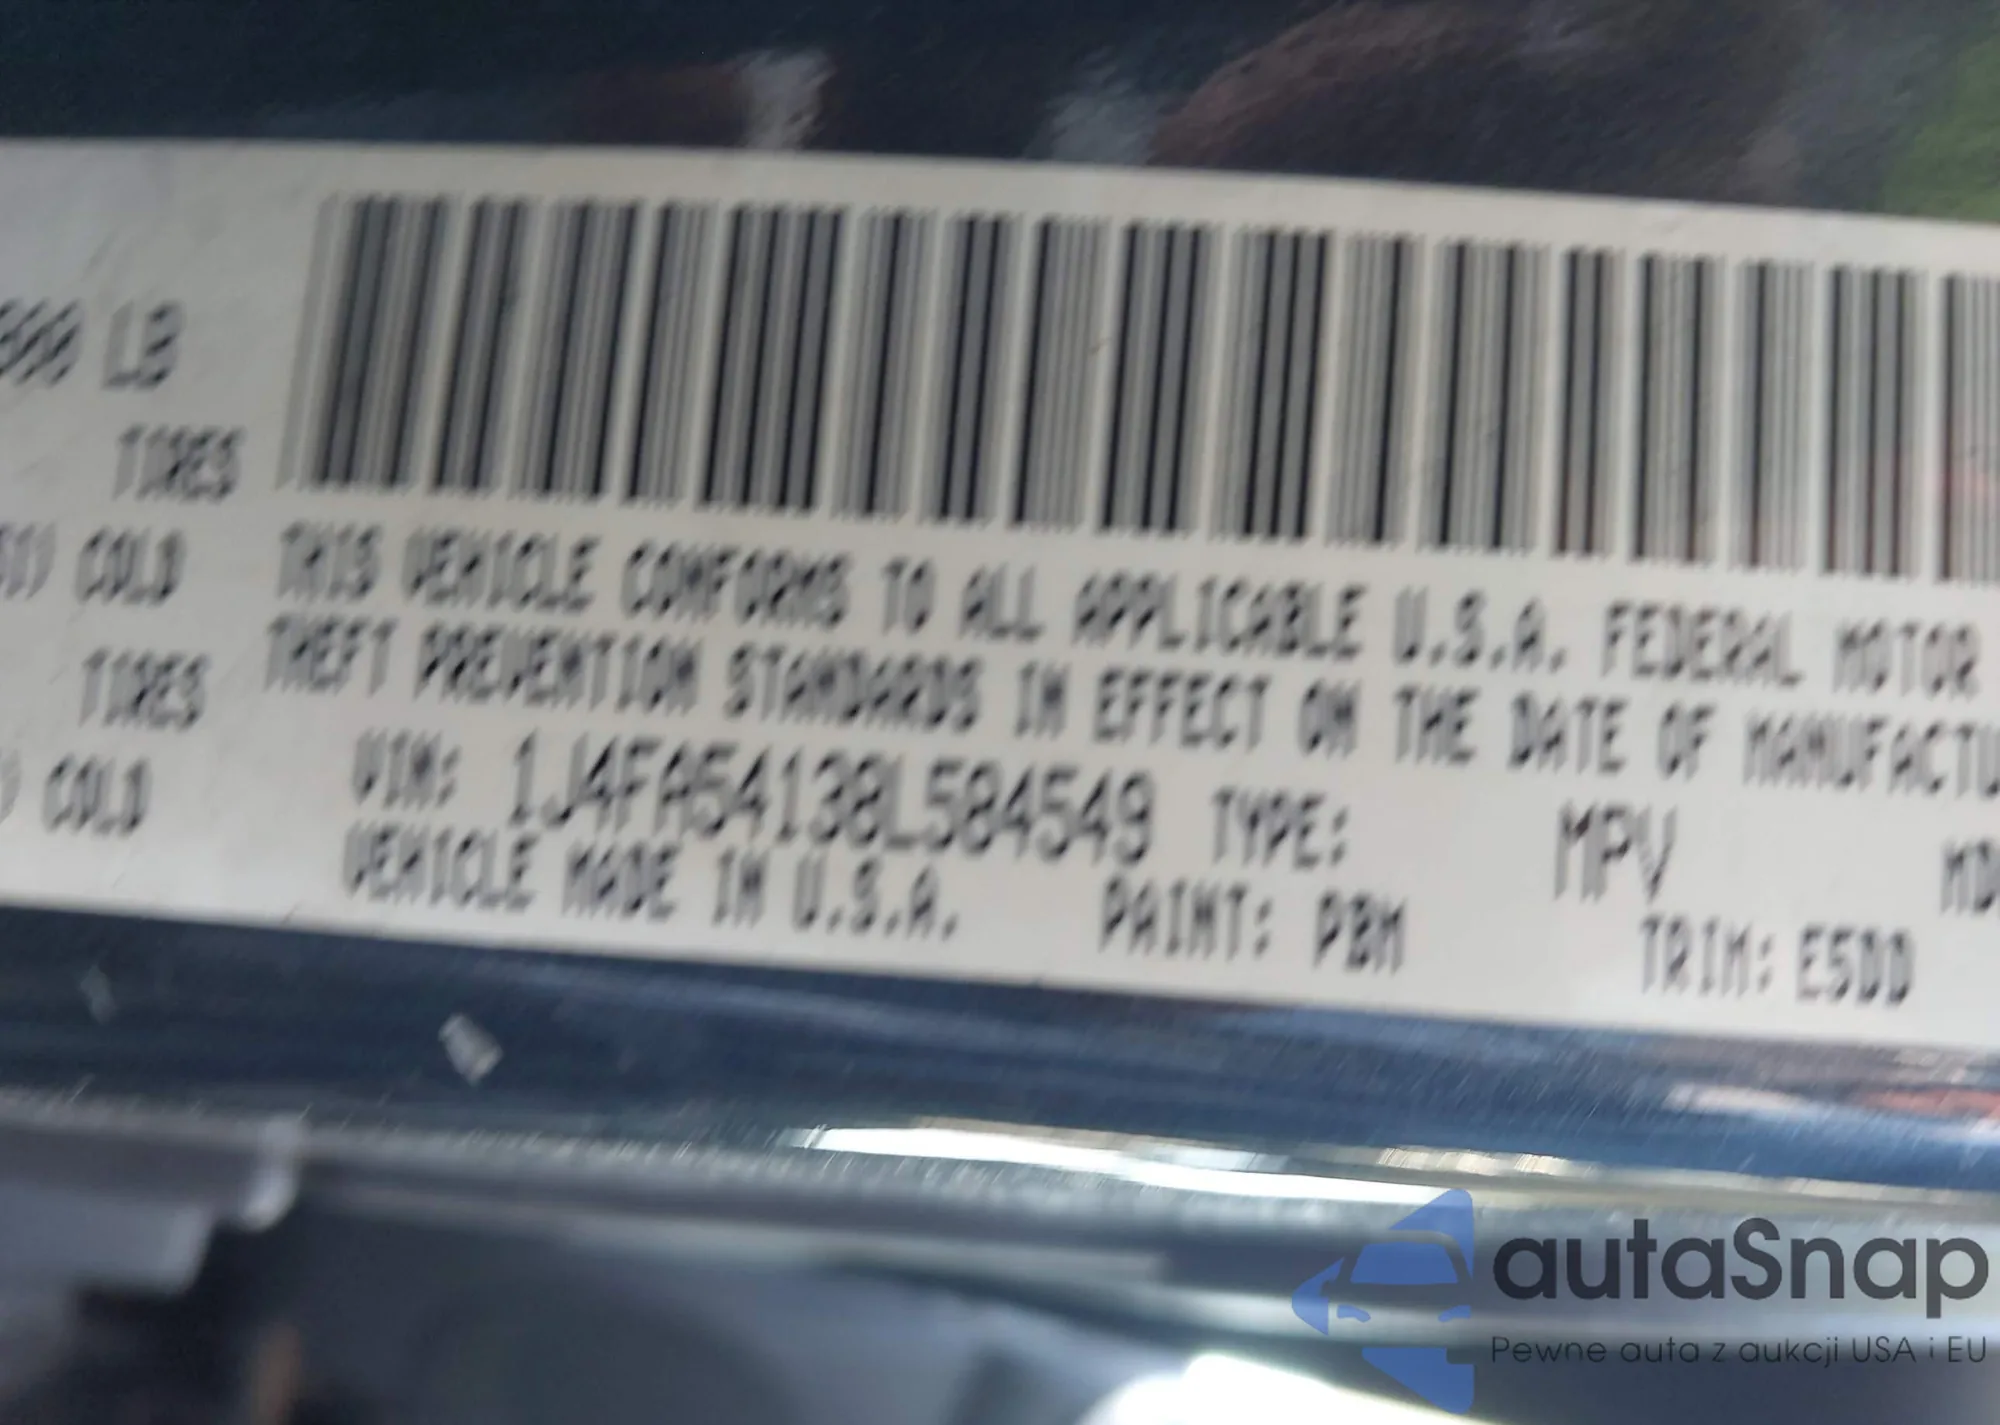 LB
TIRES
COLD
TIRES
COLD
THIS VEHICLE CONFORMS TO ALL APPLICABLE U.S.A. FEDERAL MOTOR
THEFT PREVENTION STANDARDS IN EFFECT ON THE DATE OF MANUFACTU
VIN: 1J4FA54138L584549 TYPE: MPV
VEHICLE MADE IN U.S.A. PAINT: PBM TRIM: E5DD
autaSnap
Pewne auta z aukcji USA i EU